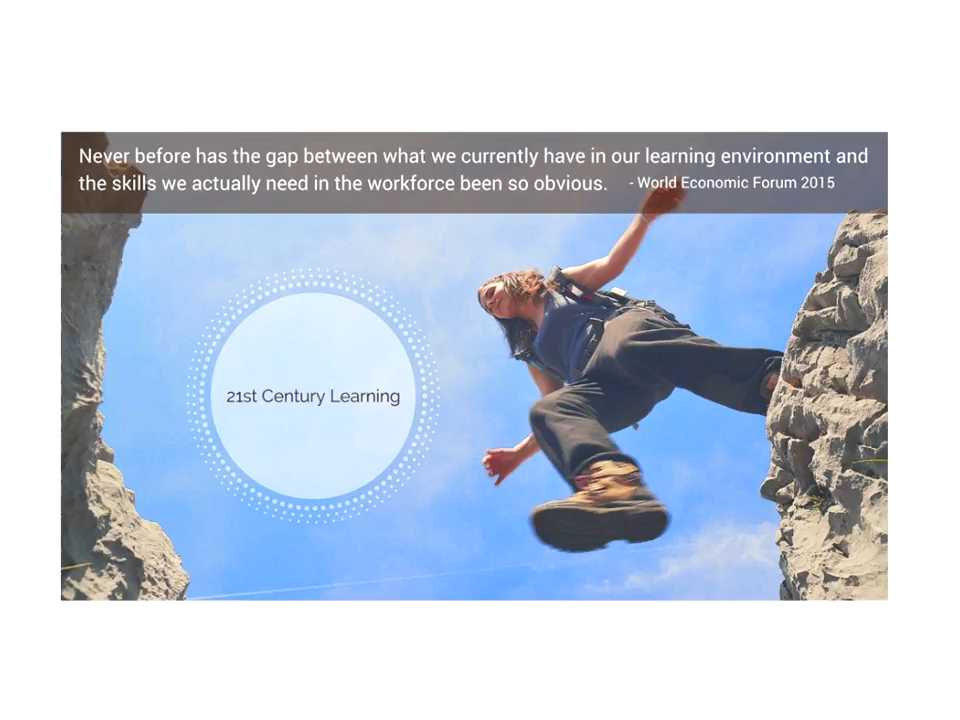 Never before has the gap between what we currently have in our learning environment and
the skills we actually need in the workforce been so obvious. - World Economic Forum 2015
21st Century Learning